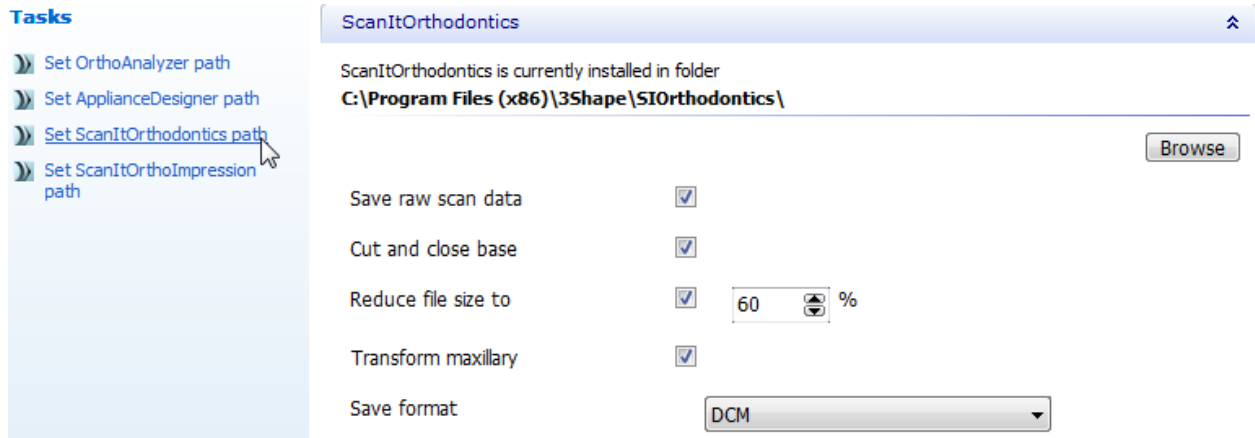 Tasks
Set OrthoAnalyzer path
Set ApplianceDesigner path
Set ScanItOrthodontics path
Set ScanItOrthoImpression
path
ScanItOrthodontics
ScanItOrthodontics is currently installed in folder
C:\Program Files (x86)\3Shape\SIOrthodontics\
Browse
Save raw scan data
Cut and close base
Reduce file size to 60 %
Transform maxillary
Save format DCM